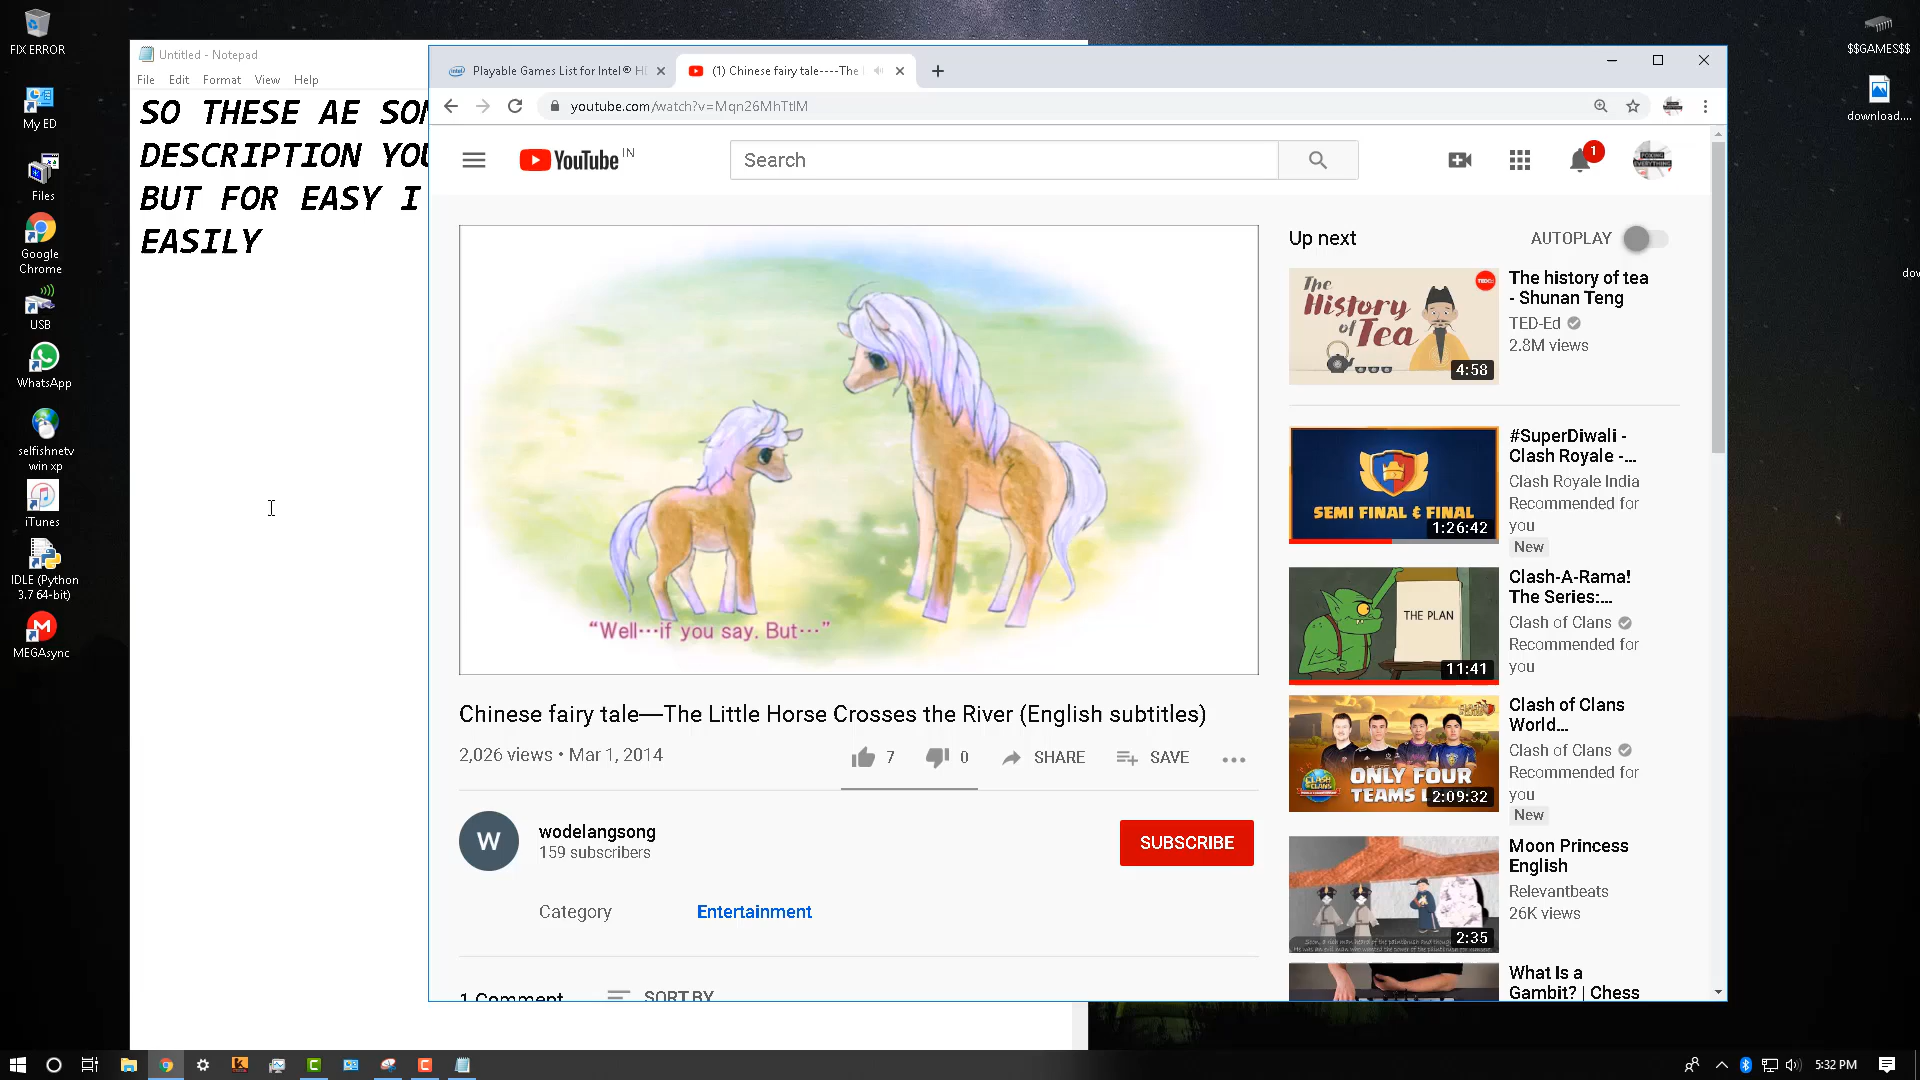 FIX ERROR
My ED
Files
Google
Chrome
USB
WhatsApp
selfishnetv
win xp
iTunes
IDLE (Python
3.7 64-bit)
MEGAsync
$$GAMES$$
download....
Untitled - Notepad
File Edit Format View Help
SO THESE AE
DESCRIPTION
BUT FOR EASY I
EASILY
Playable Games List for Intel®
(1) Chinese fairy tale----The
youtube.com/watch?v=Mqn26MhTtIM
YouTube IN
Search
1
"Well···if you say. But···"
Chinese fairy tale—The Little Horse Crosses the River (English subtitles)
2,026 views • Mar 1, 2014
7 0 SHARE SAVE
W
wodelangsong
159 subscribers
SUBSCRIBE
Category Entertainment
1 Comment SORT BY
Up next AUTOPLAY
The History of Tea
4:58
The history of tea
- Shunan Teng
TED-Ed
2.8M views
SEMI FINAL & FINAL
1:26:42
#SuperDiwali -
Clash Royale -...
Clash Royale India
Recommended for
you
New
THE PLAN
11:41
Clash-A-Rama!
The Series:...
Clash of Clans
Recommended for
you
ONLY FOUR
TEAMS
2:09:32
Clash of Clans
World...
Clash of Clans
Recommended for
you
New
2:35
Moon Princess
English
Relevantbeats
26K views
What Is a
Gambit? | Chess
5:32 PM